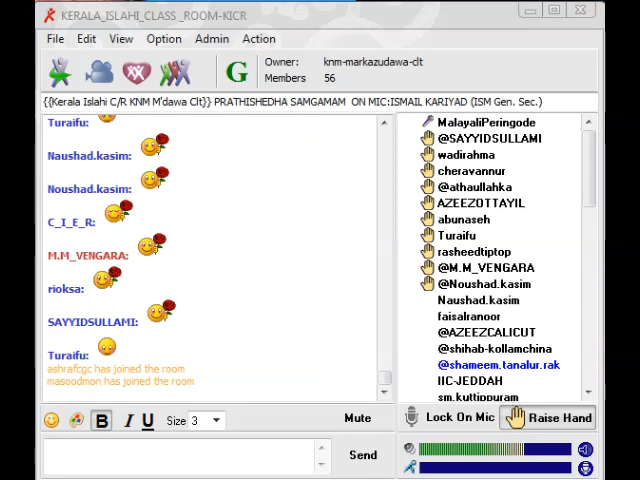 KERALA_ISLAHI_CLASS_ROOM-KICR
File Edit View Option Admin Action
G
Owner: knm-markazudawa-clt
Members 56
{{Kerala Islahi C/R KNM M'dawa Clt}} PRATHISHEDHA SAMGAMAM ON MIC:ISMAIL KARIYAD (ISM Gen. Sec.)
Turaifu:
Naushad.kasim:
Noushad.kasim:
C_I_E_R:
M.M_VENGARA:
rioksa:
SAYYIDSULLAMI:
Turaifu:
ashrafcgc has joined the room
masoodmon has joined the room
MalayaliPeringode
@SAYYIDSULLAMI
wadirahma
cheravannur
@athaullahka
AZEEZOTTAYIL
abunaseh
Turaifu
rasheedtiptop
@M.M_VENGARA
@Noushad.kasim
Naushad.kasim
faisalranoor
@AZEEZCALICUT
@shihab-kollamchina
@shameem.tanalur.rak
IIC-JEDDAH
sm.kuttippuram
B I U Size 3 Mute
Lock On Mic Raise Hand
Send